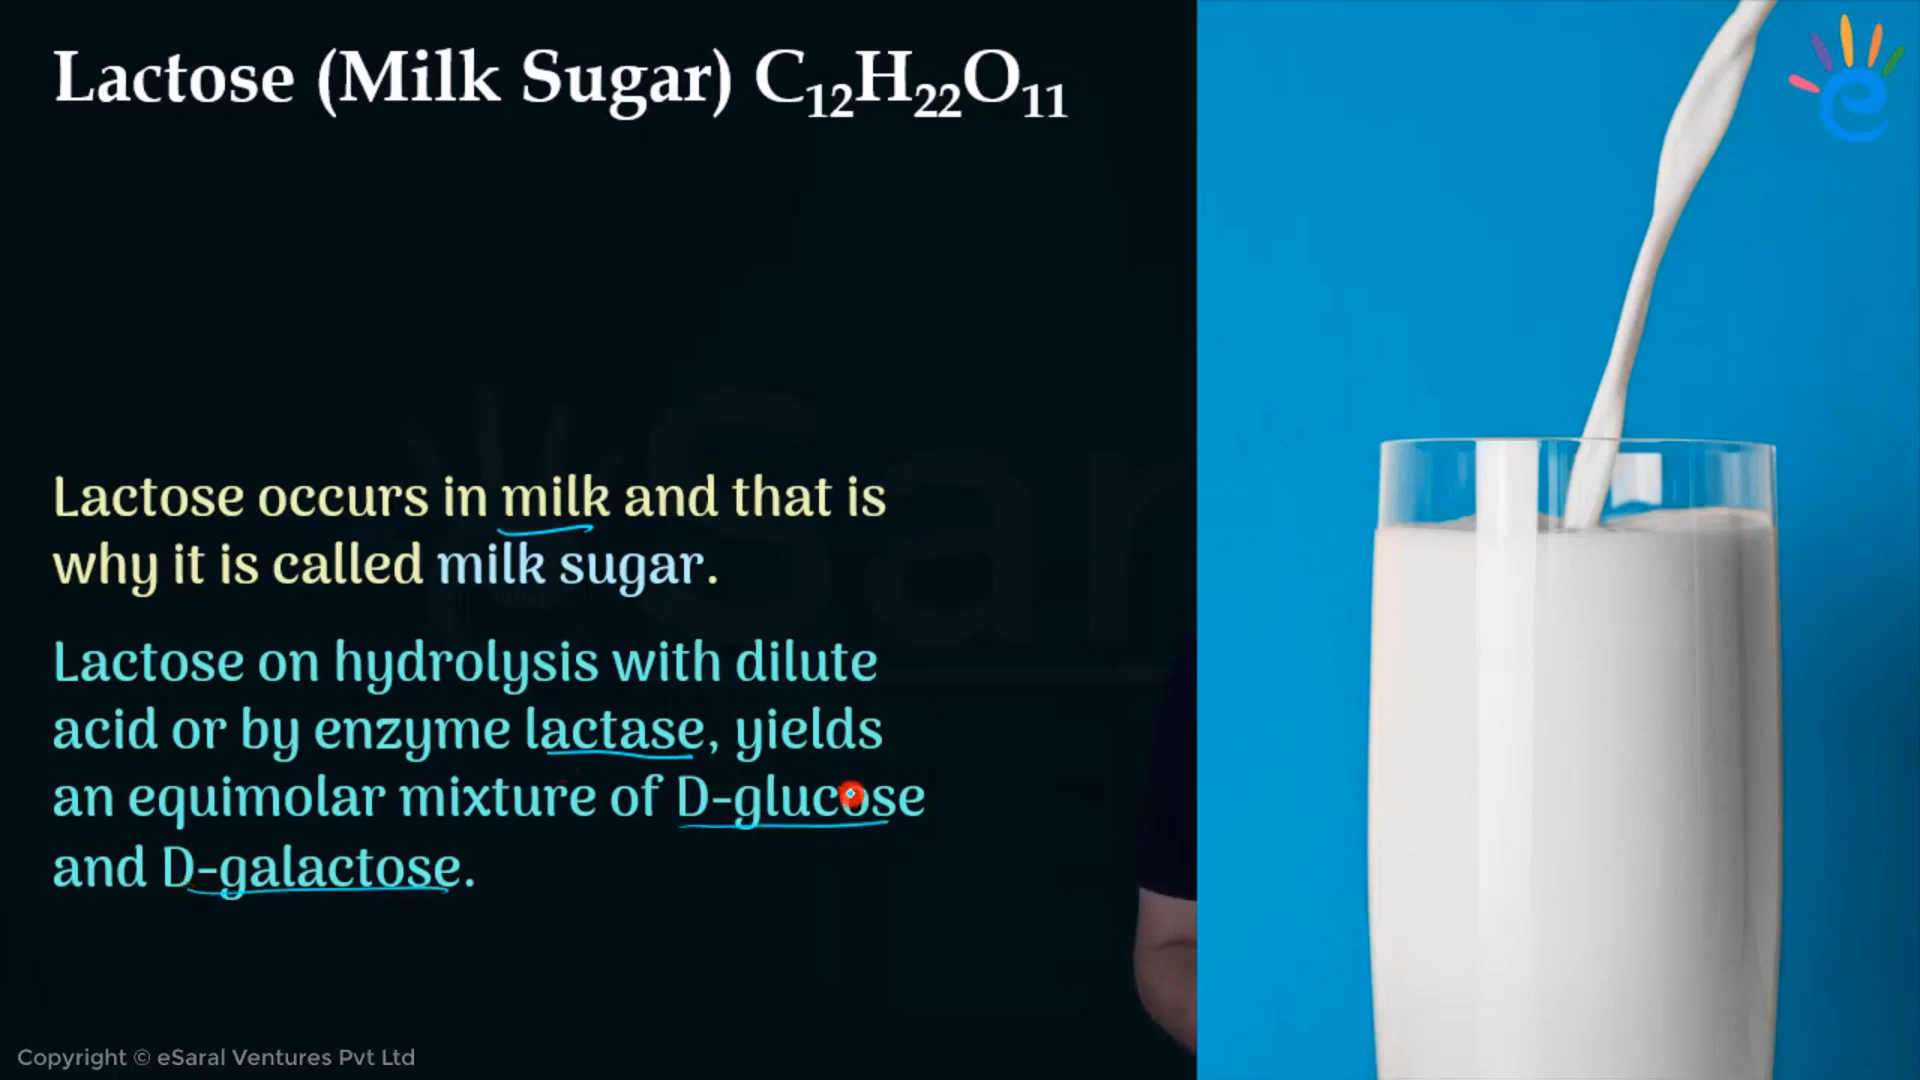 Lactose (Milk Sugar) C₁₂H₂₂O₁₁
Lactose occurs in milk and that is
why it is called milk sugar.
Lactose on hydrolysis with dilute
acid or by enzyme lactase, yields
an equimolar mixture of D-glucose
and D-galactose.
Copyright © eSaral Ventures Pvt Ltd